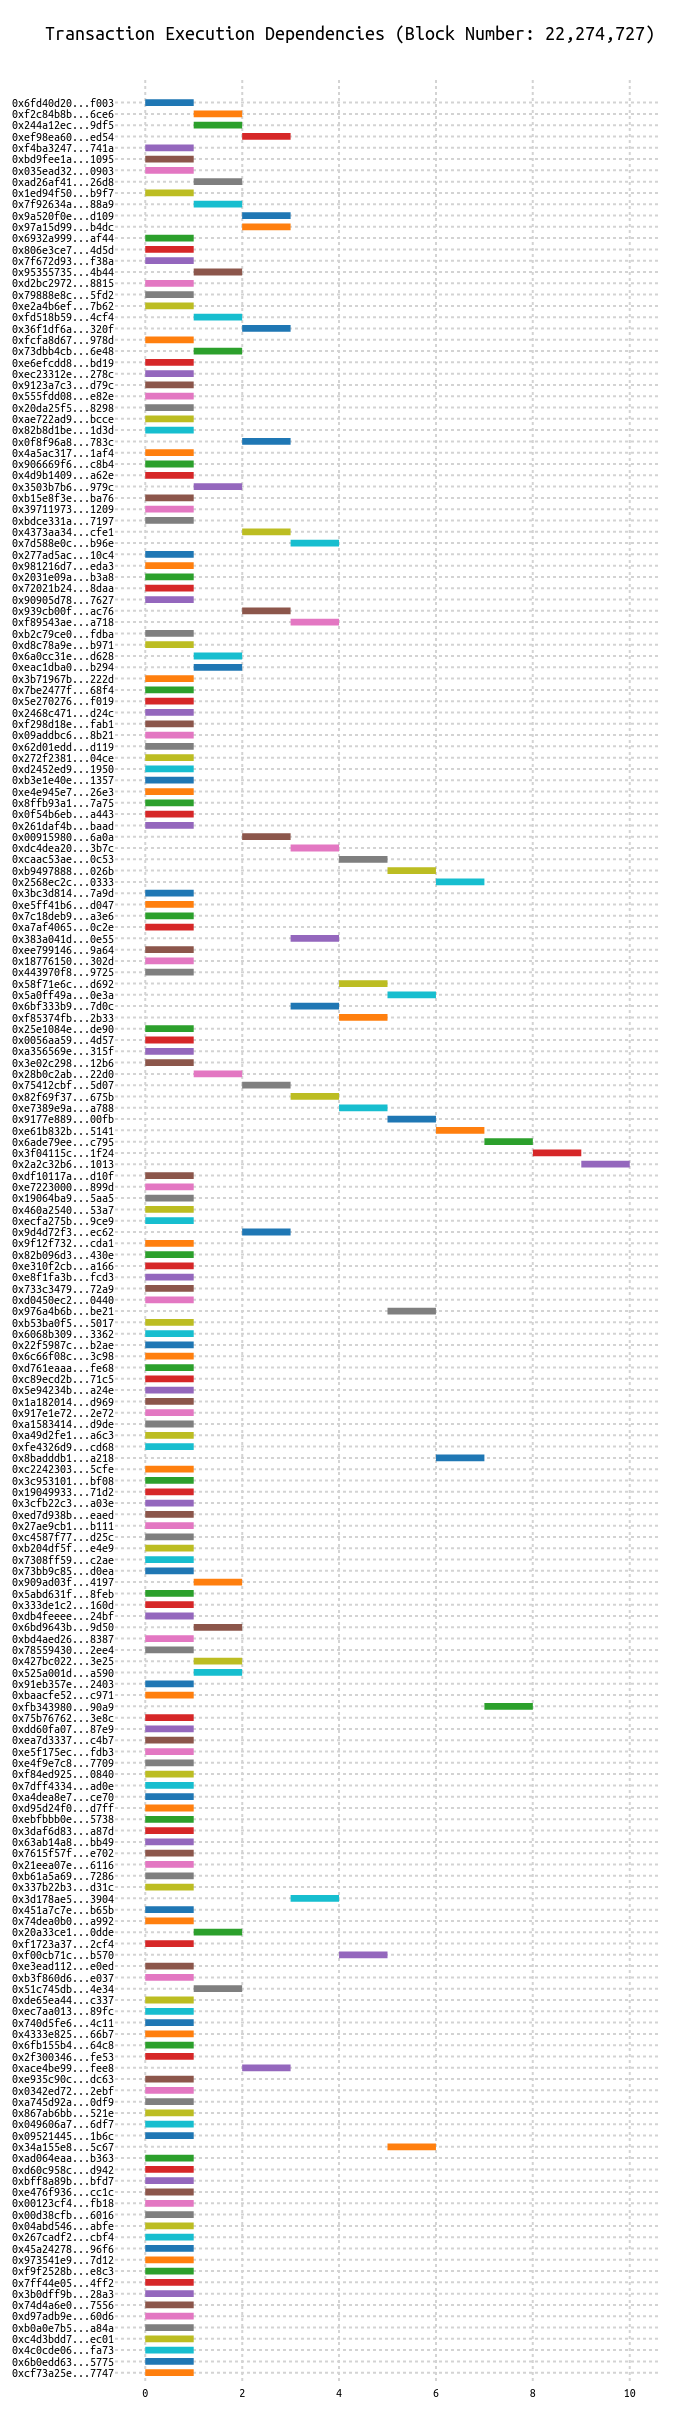 Transaction Execution Dependencies (Block Number: 22,274,727)
0x6fd40d20...f003
0xf2c84b8b...6ce6
0x244a12ec...9df5
0xef98ea60...ed54
0xf4ba3247...741a
0xbd9fee1a...1095
0x035ead32...0903
0xad26af41...26d8
0x1ed94f50...b9f7
0x7f92634a...88a9
0x9a520f0e...d109
0x97a15d99...b4dc
0x6932a999...af44
0x806e3ce7...4d5d
0x7f672d93...f38a
0x95355735...4b44
0xd2bc2972...8815
0x79888e8c...5fd2
0xe2a4b6ef...7b62
0xfd518b59...4cf4
0x36f1df6a...320f
0xfcfa8d67...978d
0x73dbb4cb...6e48
0xe6efcdd8...bd19
0xec23312e...278c
0x9123a7c3...d79c
0x555fdd08...e82e
0x20da25f5...8298
0xae722ad9...bcce
0x82b8d1be...1d3d
0x0f8f96a8...783c
0x4a5ac317...1af4
0x906669f6...c8b4
0x4d9b1409...a62e
0x3503b7b6...979c
0xb15e8f3e...ba76
0x39711973...1209
0xbdce331a...7197
0x4373aa34...cfe1
0x7d588e0c...b96e
0x277ad5ac...10c4
0x981216d7...eda3
0x2031e09a...b3a8
0x72021b24...8daa
0x90905d78...7627
0x939cb00f...ac76
0xf89543ae...a718
0xb2c79ce0...fdba
0xd8c78a9e...b971
0x6a0cc31e...d628
0xeac1dba0...b294
0x3b71967b...222d
0x7be2477f...68f4
0x5e270276...f019
0x2468c471...d24c
0xf298d18e...fab1
0x09addbc6...8b21
0x62d01edd...d119
0x272f2381...04ce
0xd2452ed9...1950
0xb3e1e40e...1357
0xe4e945e7...26e3
0x8ffb93a1...7a75
0x0f54b6eb...a443
0x261daf4b...baad
0x00915980...6a0a
0xdc4dea20...3b7c
0xcaac53ae...0c53
0xb9497888...026b
0x2568ec2c...0333
0x3bc3d814...7a9d
0xe5ff41b6...d047
0x7c18deb9...a3e6
0xa7af4065...0c2e
0x383a041d...0e55
0xee799146...9a64
0x18776150...302d
0x443970f8...9725
0x58f71e6c...d692
0x5a0ff49a...0e3a
0x6bf333b9...7d0c
0xf85374fb...2b33
0x25e1084e...de90
0x0056aa59...4d57
0xa356569e...315f
0x3e02c298...12b6
0x28b0c2ab...22d0
0x75412cbf...5d07
0x82f69f37...675b
0xe7389e9a...a788
0x9177e889...00fb
0xe61b832b...5141
0x6ade79ee...c795
0x3f04115c...1f24
0x2a2c32b6...1013
0xdf10117a...d10f
0xe7223000...899d
0x19064ba9...5aa5
0x460a2540...53a7
0xecfa275b...9ce9
0x9d4d72f3...ec62
0x9f12f732...cda1
0x82b096d3...430e
0xe310f2cb...a166
0xe8f1fa3b...fcd3
0x733c3479...72a9
0xd0450ec2...0440
0x976a4b6b...be21
0xb53ba0f5...5017
0x6068b309...3362
0x22f5987c...b2ae
0x6c66f08c...3c98
0xd761eaaa...fe68
0xc89ecd2b...71c5
0x5e94234b...a24e
0x1a182014...d969
0x917e1e72...2e72
0xa1583414...d9de
0xa49d2fe1...a6c3
0xfe4326d9...cd68
0x8badddb1...a218
0xc2242303...5cfe
0x3c953101...bf08
0x19049933...71d2
0x3cfb22c3...a03e
0xed7d938b...eaed
0x27ae9cb1...b111
0xc4587f77...d25c
0xb204df5f...e4e9
0x7308ff59...c2ae
0x73bb9c85...d0ea
0x909ad03f...4197
0x5abd631f...8feb
0x333de1c2...160d
0xdb4feeee...24bf
0x6bd9643b...9d50
0xbd4aed26...8387
0x78559430...2ee4
0x427bc022...3e25
0x525a001d...a590
0x91eb357e...2403
0xbaacfe52...c971
0xfb343980...90a9
0x75b76762...3e8c
0xdd60fa07...87e9
0xea7d3337...c4b7
0xe5f175ec...fdb3
0xe4f9e7c8...7709
0xf84ed925...0840
0x7dff4334...ad0e
0xa4dea8e7...ce70
0xd95d24f0...d7ff
0xebfbbb0e...5738
0x3daf6d83...a87d
0x63ab14a8...bb49
0x7615f57f...e702
0x21eea07e...6116
0xb61a5a69...7286
0x337b22b3...d31c
0x3d178ae5...3904
0x451a7c7e...b65b
0x74dea0b0...a992
0x20a33ce1...0dde
0xf1723a37...2cf4
0xf00cb71c...b570
0xe3ead112...e0ed
0xb3f860d6...e037
0x51c745db...4e34
0xde65ea44...c337
0xec7aa013...89fc
0x740d5fe6...4c11
0x4333e825...66b7
0x6fb155b4...64c8
0x2f300346...fe53
0xace4be99...fee8
0xe935c90c...dc63
0x0342ed72...2ebf
0xa745d92a...0df9
0x867ab6bb...521e
0x049606a7...6df7
0x09521445...1b6c
0x34a155e8...5c67
0xad064eaa...b363
0xd60c958c...d942
0xbff8a89b...bfd7
0xe476f936...cc1c
0x00123cf4...fb18
0x00d38cfb...6016
0x04abd546...abfe
0x267cadf2...cbf4
0x45a24278...96f6
0x973541e9...7d12
0xf9f2528b...e8c3
0x7ff44e05...4ff2
0x3b0dff9b...28a3
0x74d4a6e0...7556
0xd97adb9e...60d6
0xb0a0e7b5...a84a
0xc4d3bdd7...ec01
0x4c0cde06...fa73
0x6b0edd63...5775
0xcf73a25e...7747
0 2 4 6 8 10